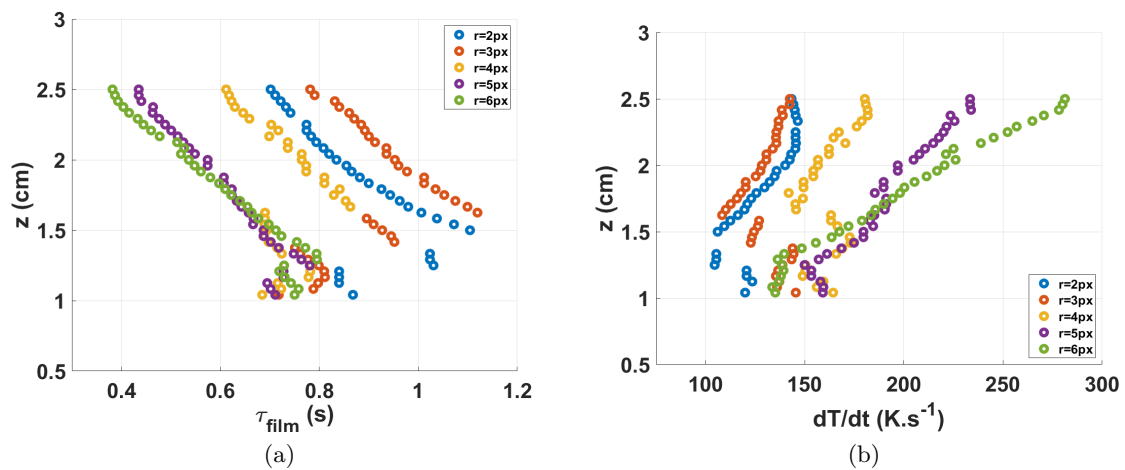 3
2.5
2
1.5
1
0.5
z (cm)
0.4 0.6 0.8 1 1.2
τfilm (s)
r=2px
r=3px
r=4px
r=5px
r=6px
(a)
3
2.5
2
1.5
1
0.5
z (cm)
r=2px
r=3px
r=4px
r=5px
r=6px
100 150 200 250 300
dT/dt (K.s-1)
(b)